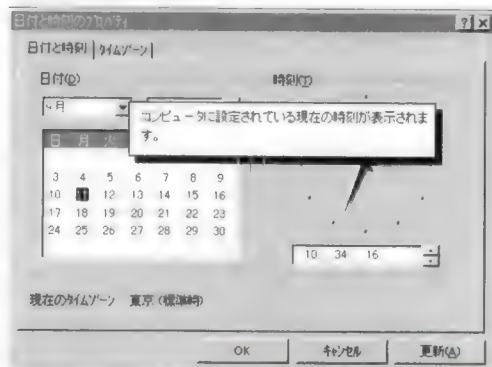 日付と時刻のプロパティ
日付と時刻 タイムゾーン
日付(D)
時刻(T)
コンピュータに設定されている現在の時刻が表示されま
す。
日 月 火
3 4 5 6 7 8 9
10 11 12 13 14 15 16
17 18 19 20 21 22 23
24 25 26 27 28 29 30
10 34 16
現在のタイムゾーン 東京 (標準時)
OK キャンセル 更新(A)